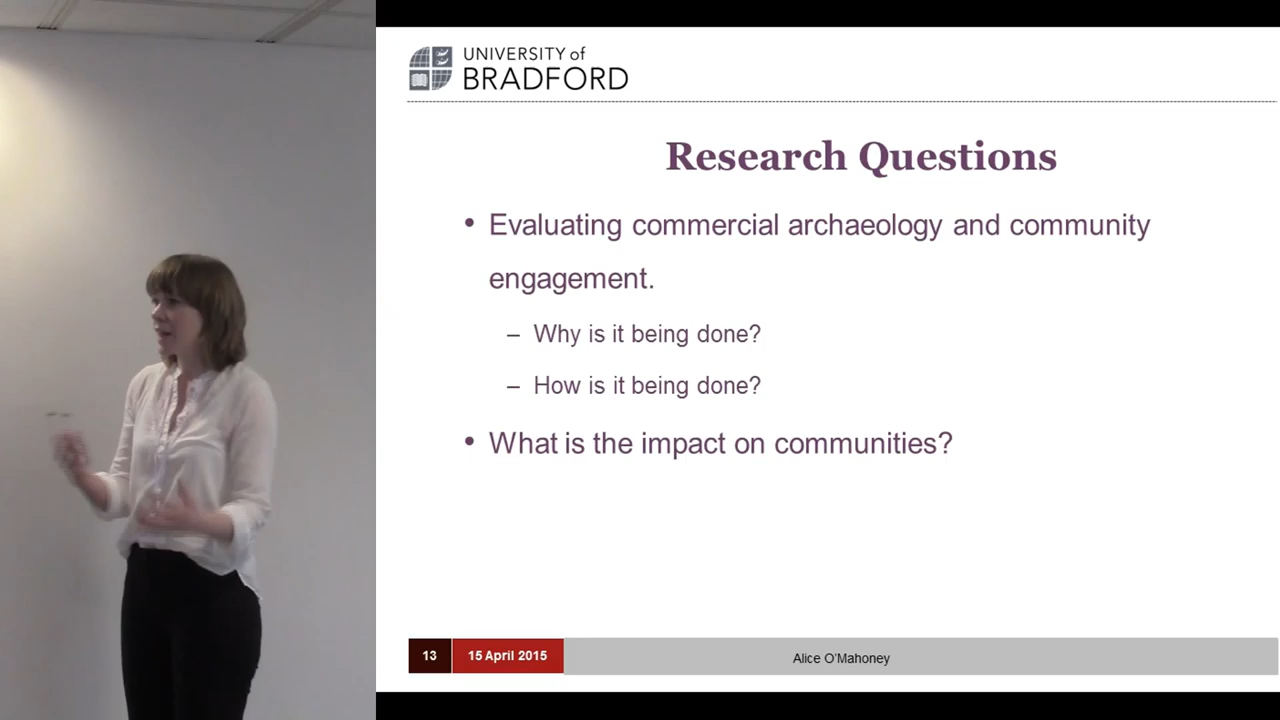 UNIVERSITY of
BRADFORD
Research Questions
• Evaluating commercial archaeology and community
engagement.
– Why is it being done?
– How is it being done?
• What is the impact on communities?
13 15 April 2015 Alice O'Mahoney